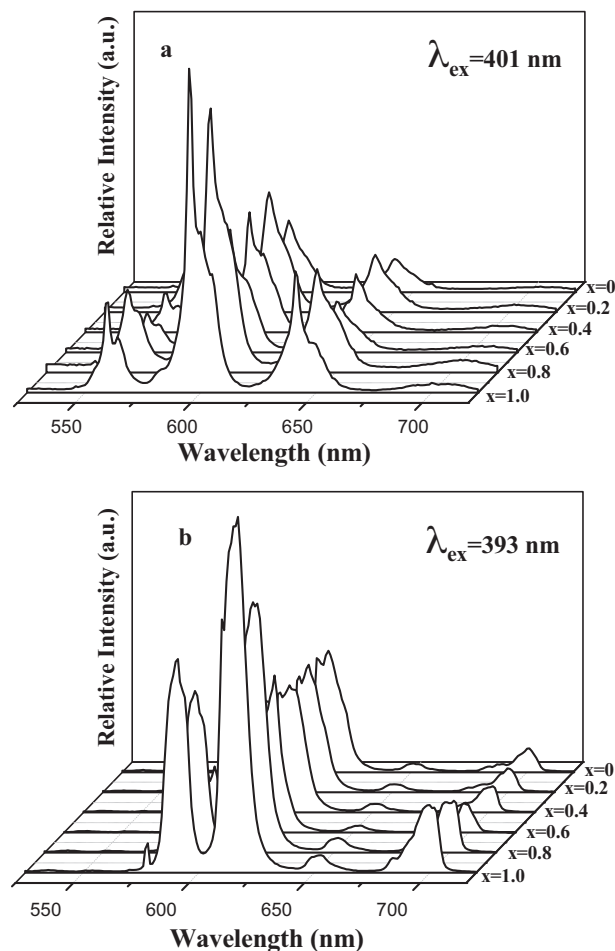 a
λex=401 nm
Relative Intensity (a.u.)
x=0
x=0.2
x=0.4
x=0.6
x=0.8
x=1.0
550 600 650 700
Wavelength (nm)
b
λex=393 nm
Relative Intensity (a.u.)
x=0
x=0.2
x=0.4
x=0.6
x=0.8
x=1.0
550 600 650 700
Wavelength (nm)